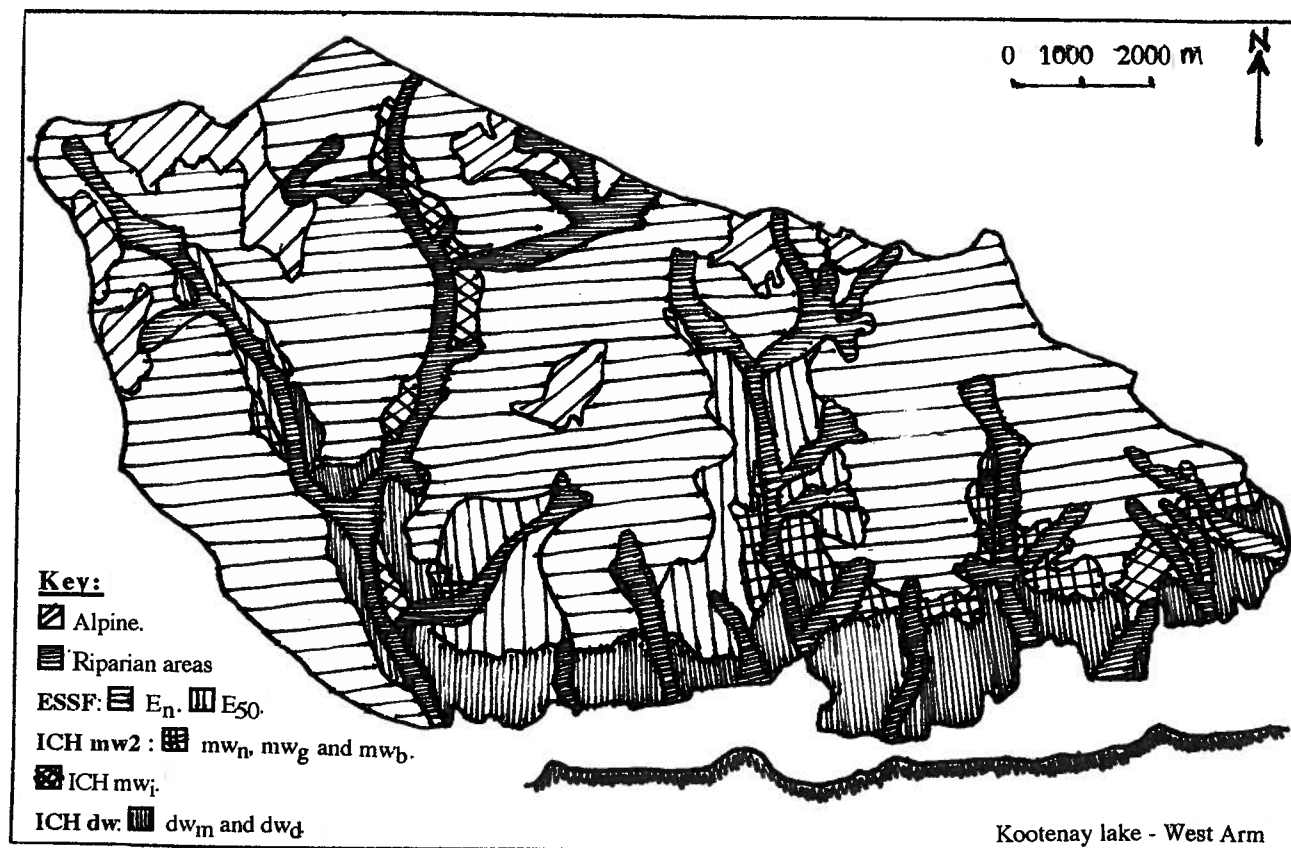 N
0 1000 2000 m
Key:
Alpine.
Riparian areas
ESSF: En. E50.
ICH mw2 : mwn, mwg and mwb.
ICH mwi.
ICH dw: dwm and dwd
Kootenay lake - West Arm